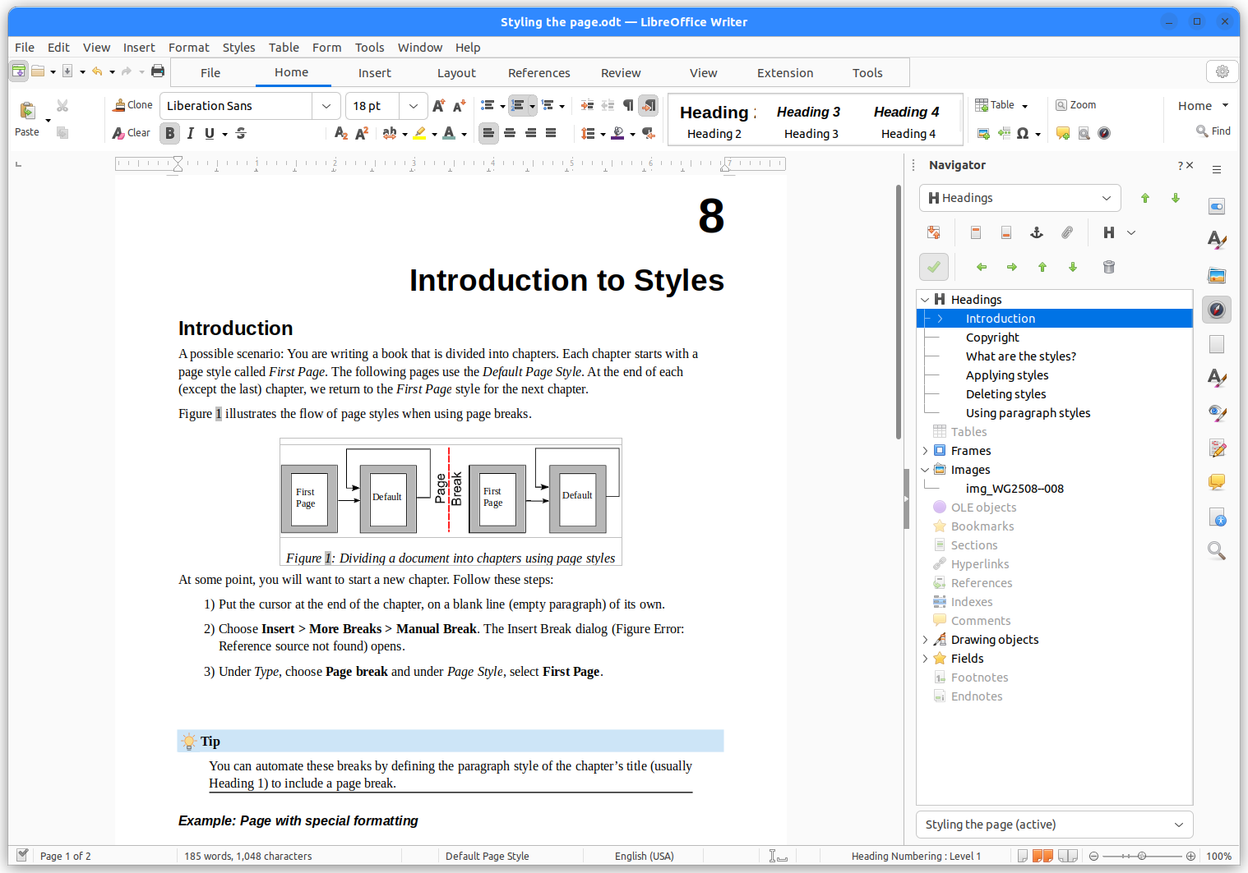 Styling the page.odt — LibreOffice Writer
File Edit View Insert Format Styles Table Form Tools Window Help
File Home Insert Layout References Review View Extension Tools
Paste
Clone
Clear
Liberation Sans
18 pt
Heading
Heading 3
Heading 4
Heading 2
Heading 3
Heading 4
Table
Zoom
Home
Find
1 2 3 4 5 6 7
8
Introduction to Styles
Introduction
A possible scenario: You are writing a book that is divided into chapters. Each chapter starts with a
page style called First Page. The following pages use the Default Page Style. At the end of each
(except the last) chapter, we return to the First Page style for the next chapter.
Figure 1 illustrates the flow of page styles when using page breaks.
First
Page
Default
Page
Break
First
Page
Default
Figure 1: Dividing a document into chapters using page styles
At some point, you will want to start a new chapter. Follow these steps:
1) Put the cursor at the end of the chapter, on a blank line (empty paragraph) of its own.
2) Choose Insert > More Breaks > Manual Break. The Insert Break dialog (Figure Error:
Reference source not found) opens.
3) Under Type, choose Page break and under Page Style, select First Page.
Tip
You can automate these breaks by defining the paragraph style of the chapter's title (usually
Heading 1) to include a page break.
Example: Page with special formatting
Navigator
Headings
Headings
Introduction
Copyright
What are the styles?
Applying styles
Deleting styles
Using paragraph styles
Tables
Frames
Images
img_WG2508--008
OLE objects
Bookmarks
Sections
Hyperlinks
References
Indexes
Comments
Drawing objects
Fields
Footnotes
Endnotes
Styling the page (active)
Page 1 of 2
185 words, 1,048 characters
Default Page Style
English (USA)
Heading Numbering : Level 1
100%